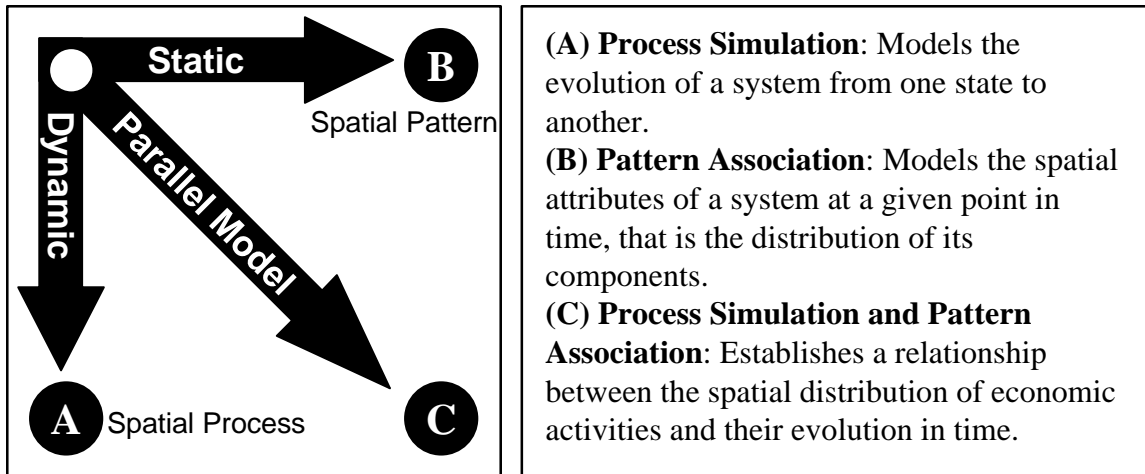 Static
B
Spatial Pattern
Dynamic
Parallel Model
A
Spatial Process
C
(A) Process Simulation: Models the
evolution of a system from one state to
another.
(B) Pattern Association: Models the spatial
attributes of a system at a given point in
time, that is the distribution of its
components.
(C) Process Simulation and Pattern
Association: Establishes a relationship
between the spatial distribution of economic
activities and their evolution in time.